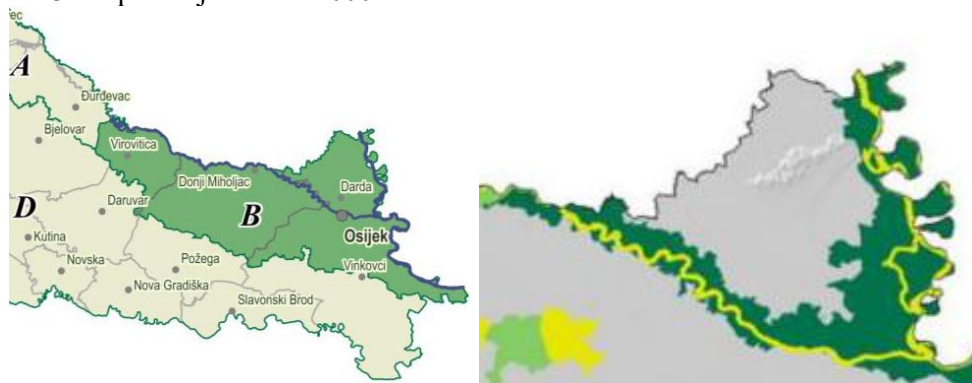 A
Đurđevac
Bjelovar
Virovitica
Donji Miholjac
Darda
D
Daruvar
B
Osijek
Kutina
Novska
Požega
Vinkovci
Nova Gradiška
Slavonski Brod